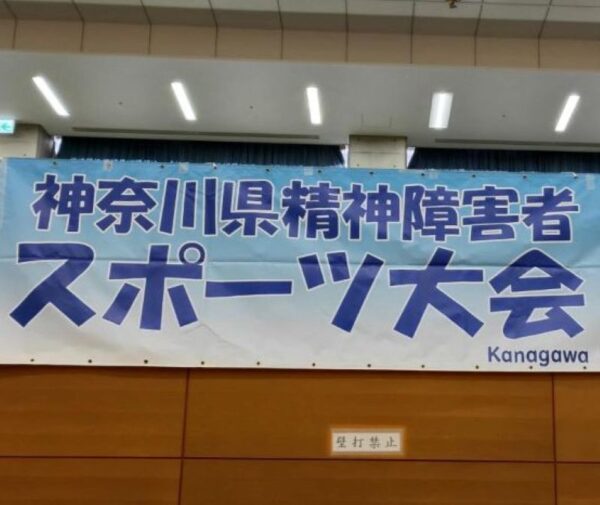 神奈川県精神障害者
スポーツ大会
Kanagawa
壁打禁止